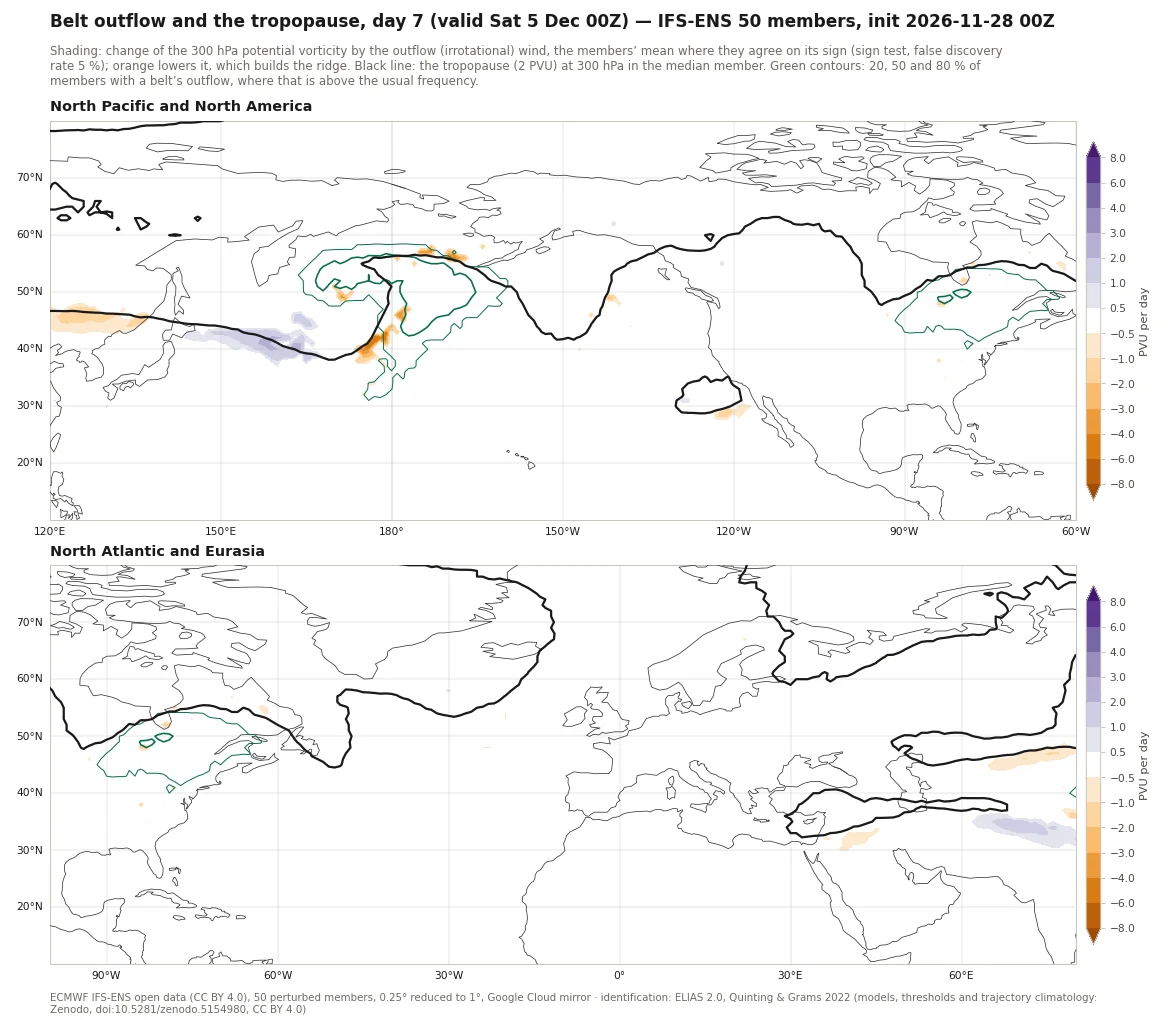 Belt outflow and the tropopause, day 7 (valid Sat 5 Dec 00Z) — IFS-ENS 50 members, init 2026-11-28 00Z
Shading: change of the 300 hPa potential vorticity by the outflow (irrotational) wind, the members’ mean where they agree on its sign (sign test, false discovery
rate 5 %); orange lowers it, which builds the ridge. Black line: the tropopause (2 PVU) at 300 hPa in the median member. Green contours: 20, 50 and 80 % of
members with a belt’s outflow, where that is above the usual frequency.
North Pacific and North America
70°N
60°N
50°N
40°N
30°N
20°N
120°E
150°E
180°
150°W
120°W
90°W
60°W
8.0
6.0
4.0
3.0
2.0
1.0
0.5
−0.5
−1.0
−2.0
−3.0
−4.0
−6.0
−8.0
PVU per day
North Atlantic and Eurasia
70°N
60°N
50°N
40°N
30°N
20°N
90°W
60°W
30°W
0°
30°E
60°E
8.0
6.0
4.0
3.0
2.0
1.0
0.5
−0.5
−1.0
−2.0
−3.0
−4.0
−6.0
−8.0
PVU per day
ECMWF IFS-ENS open data (CC BY 4.0), 50 perturbed members, 0.25° reduced to 1°, Google Cloud mirror · identification: ELIAS 2.0, Quinting & Grams 2022 (models, thresholds and trajectory climatology:
Zenodo, doi:10.5281/zenodo.5154980, CC BY 4.0)